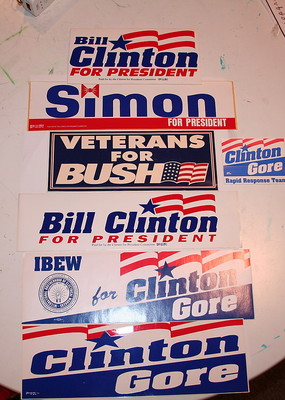 Bill
Clinton
FOR PRESIDENT
Simon
FOR PRESIDENT
VETERANS
FOR
BUSH
Clinton
Gore
Rapid Response Team
Bill Clinton
FOR PRESIDENT
IBEW
for Clinton
Gore
Clinton
Gore